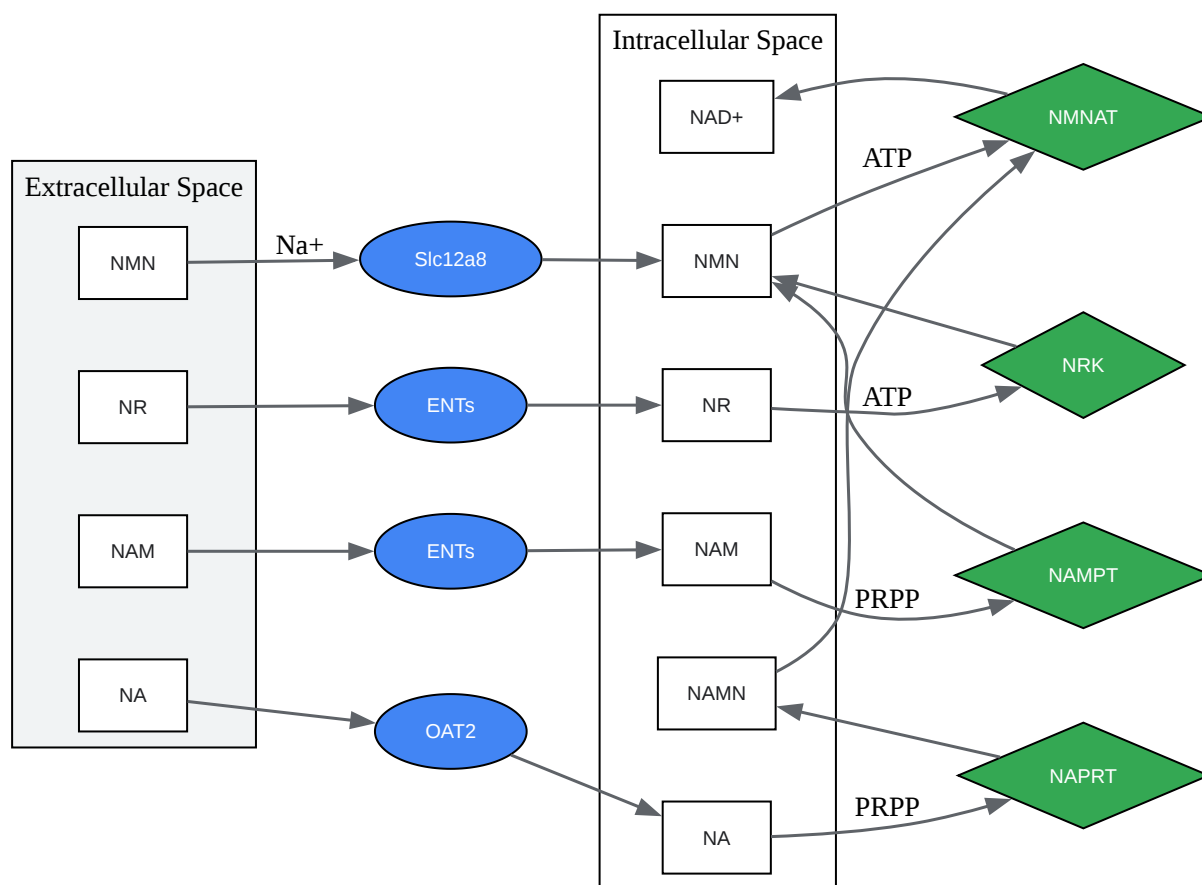 Intracellular Space
NAD+
NMNAT
ATP
Extracellular Space
NMN
Na+
Slc12a8
NMN
NRK
NR
ENTs
NR
ATP
NAM
ENTs
NAM
NAMPT
PRPP
NA
OAT2
NAMN
NAPRT
PRPP
NA